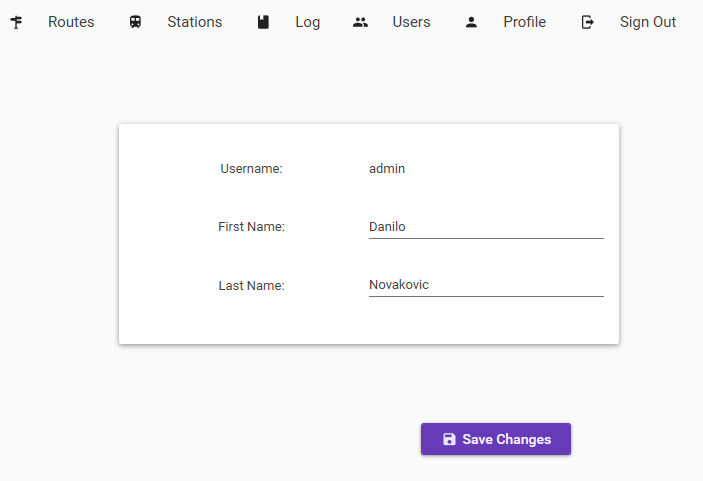 Routes Stations Log Users Profile Sign Out
Username: admin
First Name: Danilo
Last Name: Novakovic
Save Changes